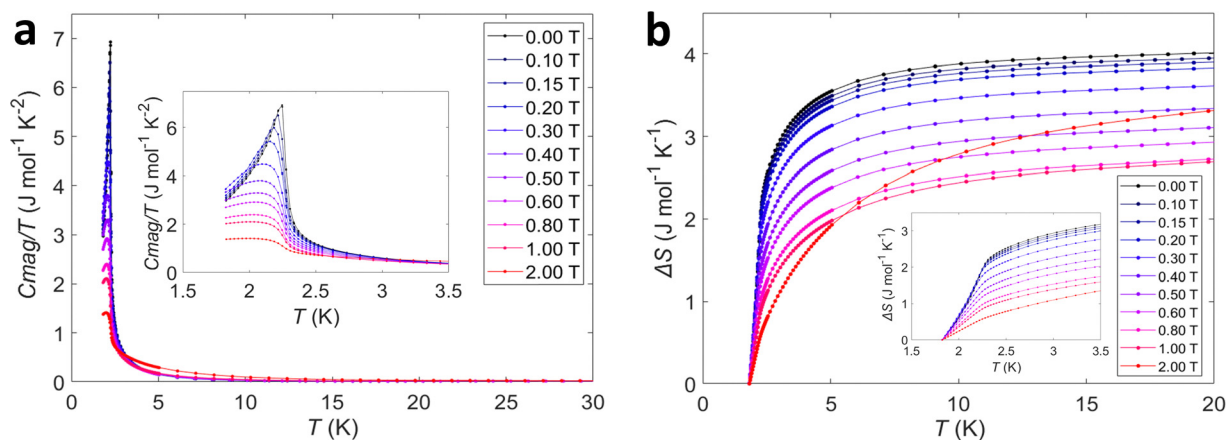 a
7
6
5
4
3
2
1
0
Cmag/T (J mol⁻¹ K⁻²)
0 5 10 15 20 25 30
T (K)
6
4
2
0
Cmag/T (J mol⁻¹ K⁻²)
1.5 2 2.5 3 3.5
T (K)
0.00 T
0.10 T
0.15 T
0.20 T
0.30 T
0.40 T
0.50 T
0.60 T
0.80 T
1.00 T
2.00 T
b
4
3
2
1
0
ΔS (J mol⁻¹ K⁻¹)
0 5 10 15 20
T (K)
3
2
1
0
ΔS (J mol⁻¹ K⁻¹)
1.5 2 2.5 3 3.5
T (K)
0.00 T
0.10 T
0.15 T
0.20 T
0.30 T
0.40 T
0.50 T
0.60 T
0.80 T
1.00 T
2.00 T